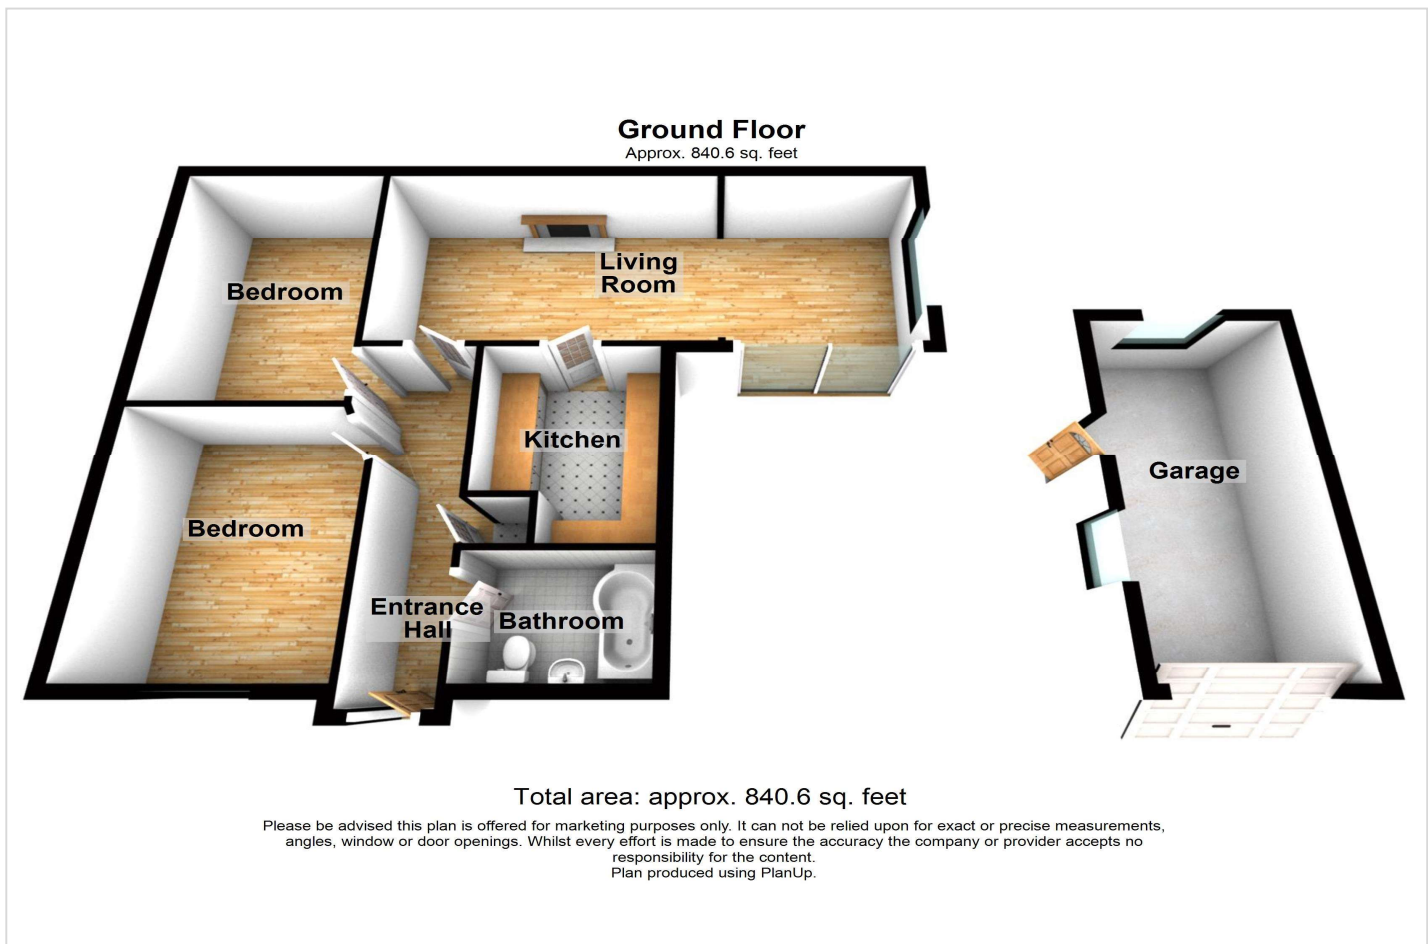 Ground Floor
Approx. 840.6 sq. feet
Living
Room
Bedroom
Kitchen
Garage
Bedroom
Entrance
Hall
Bathroom
Total area: approx. 840.6 sq. feet
Please be advised this plan is offered for marketing purposes only. It can not be relied upon for exact or precise measurements,
angles, window or door openings. Whilst every effort is made to ensure the accuracy the company or provider accepts no
responsibility for the content.
Plan produced using PlanUp.